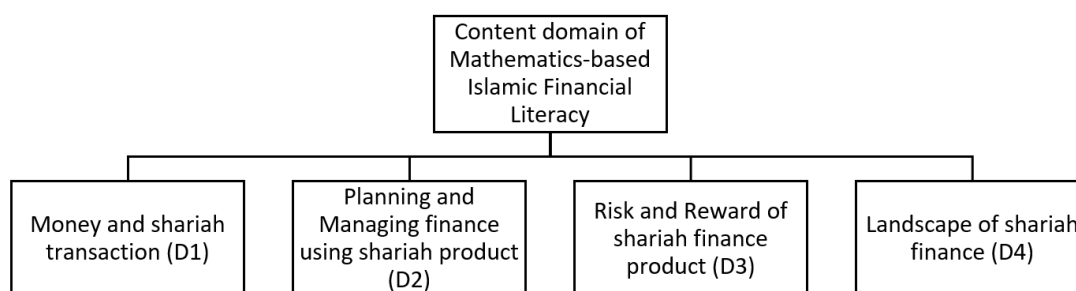 Content domain of
Mathematics-based
Islamic Financial
Literacy
Money and shariah
transaction (D1)
Planning and
Managing finance
using shariah product
(D2)
Risk and Reward of
shariah finance
product (D3)
Landscape of shariah
finance (D4)